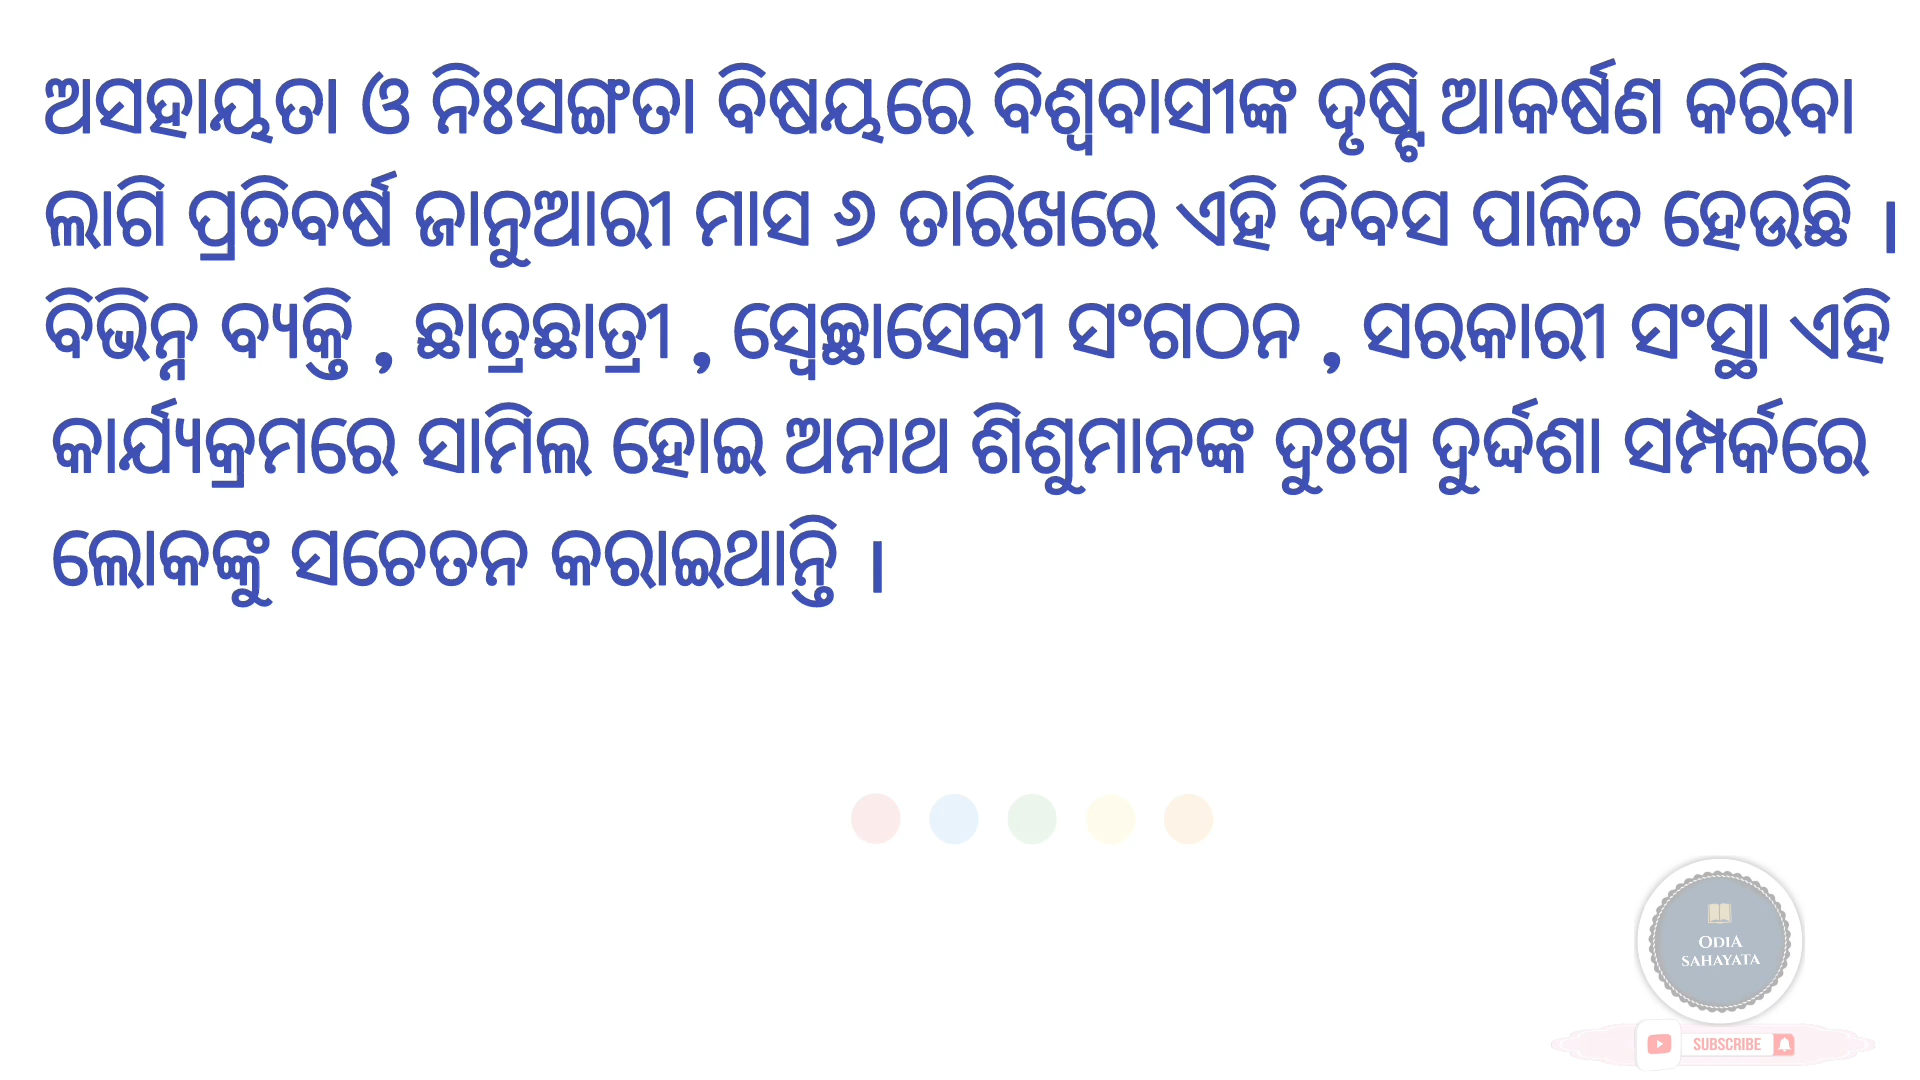 ଅସହାୟତା ଓ ନିଃସଙ୍ଗତା ବିଷୟରେ ବିଶ୍ୱବାସୀଙ୍କ ଦୃଷ୍ଟି ଆକର୍ଷଣ କରିବା
ଲାଗି ପ୍ରତିବର୍ଷ ଜାନୁଆରୀ ମାସ ୬ ତାରିଖରେ ଏହି ଦିବସ ପାଳିତ ହେଉଛି ।
ବିଭିନ୍ନ ବ୍ୟକ୍ତି , ଛାତ୍ରଛାତ୍ରୀ , ସ୍ୱେଚ୍ଛାସେବୀ ସଂଗଠନ , ସରକାରୀ ସଂସ୍ଥା ଏହି
କାର୍ଯ୍ୟକ୍ରମରେ ସାମିଲ ହୋଇ ଅନାଥ ଶିଶୁମାନଙ୍କ ଦୁଃଖ ଦୁର୍ଦ୍ଦଶା ସମ୍ପର୍କରେ
ଲୋକଙ୍କୁ ସଚେତନ କରାଇଥାନ୍ତି ।
ODIA
SAHAYATA
SUBSCRIBE